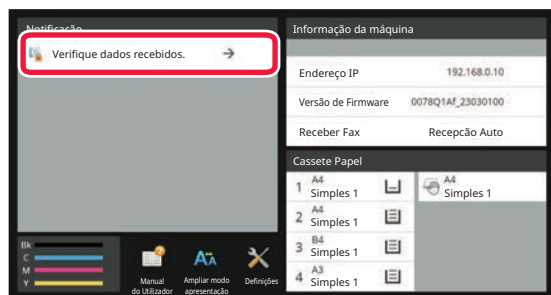 Notificação
Verifique dados recebidos.
Informação da máquina
Endereço IP
192.168.0.10
Versão de Firmware
0078Q1Af_23030100
Receber Fax
Recepcão Auto
Cassete Papel
1 A4
Simples 1
A4
Simples 1
2 A4
Simples 1
3 B4
Simples 1
4 A3
Simples 1
Bk
C
M
Y
Manual
do Utilizador
Ampliar modo
apresentação
Definições